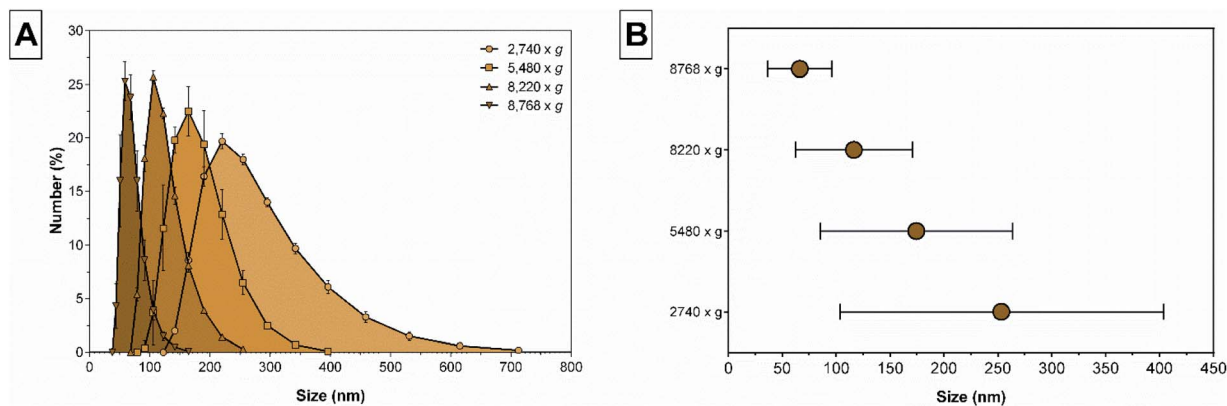 A
30
25
20
15
10
5
0
Number (%)
2,740 x g
5,480 x g
8,220 x g
8,768 x g
0 100 200 300 400 500 600 700 800
Size (nm)
B
8768 x g
8220 x g
5480 x g
2740 x g
0 50 100 150 200 250 300 350 400 450
Size (nm)